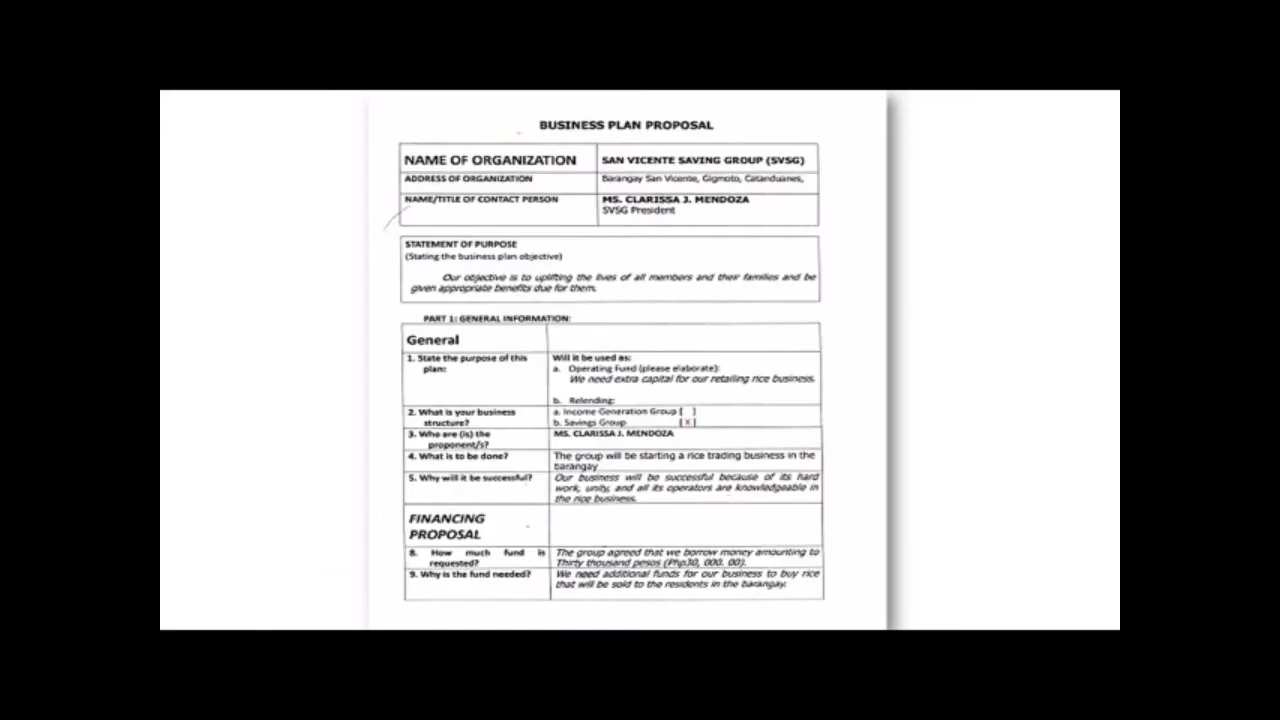 BUSINESS PLAN PROPOSAL
NAME OF ORGANIZATION
SAN VICENTE SAVING GROUP (SVSG)
ADDRESS OF ORGANIZATION
Barangay San Vicente, Gigmoto, Catanduanes,
NAME/TITLE OF CONTACT PERSON
MS. CLARISSA J. MENDOZA
SVSG President
STATEMENT OF PURPOSE
(Stating the business plan objective)
Our objective is to uplifting the lives of all members and their families and be
given appropriate benefits due for them.
PART 1: GENERAL INFORMATION:
General
1. State the purpose of this
plan:
Will it be used as:
a. Operating Fund (please elaborate):
We need extra capital for our retailing rice business.
b. Relending:
2. What is your business
structure?
a. Income Generation Group [ ]
b. Savings Group [ X ]
3. Who are (is) the
proponent/s?
MS. CLARISSA J. MENDOZA
4. What is to be done?
The group will be starting a rice trading business in the
barangay
5. Why will it be successful?
Our business will be successful because of its hard
work, unity, and all its operators are knowledgeable in
the rice business.
FINANCING
PROPOSAL
8. How much fund is
requested?
The group agreed that we borrow money amounting to
Thirty thousand pesos (Php30, 000. 00).
9. Why is the fund needed?
We need additional funds for our business to buy rice
that will be sold to the residents in the barangay.